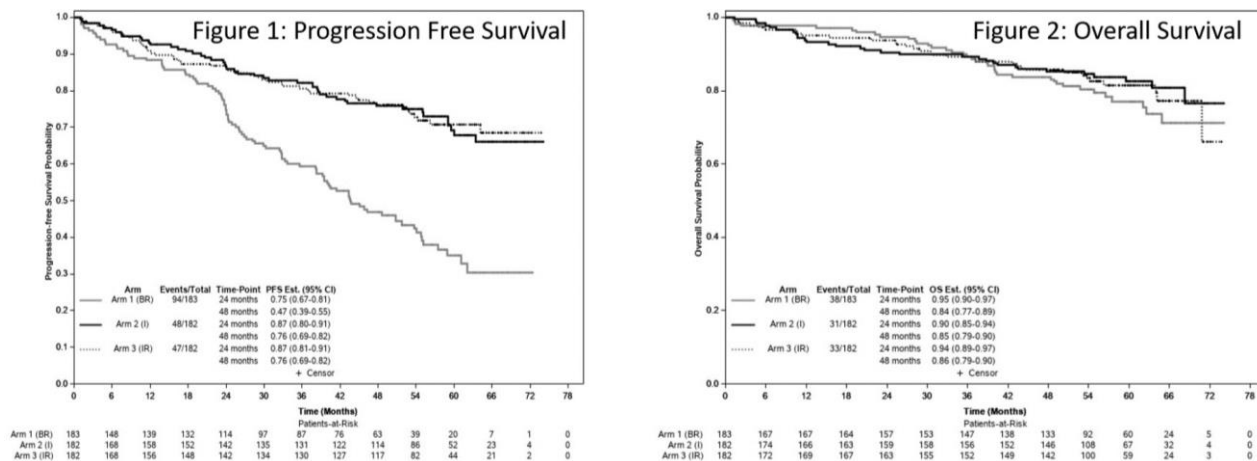 Figure 1: Progression Free Survival
Progression-free Survival Probability
1.0
0.9
0.8
0.7
0.6
0.5
0.4
0.3
0.2
0.1
0.0
Arm Events/Total Time-Point PFS Est. (95% CI)
Arm 1 (BR) 94/183 24 months 0.75 (0.67-0.81)
48 months 0.47 (0.39-0.55)
Arm 2 (I) 48/182 24 months 0.87 (0.80-0.91)
48 months 0.76 (0.69-0.82)
Arm 3 (IR) 47/182 24 months 0.87 (0.81-0.91)
48 months 0.76 (0.69-0.82)
+ Censor
0 6 12 18 24 30 36 42 48 54 60 66 72 78
Time (Months)
Patients-at-Risk
Arm 1 (BR) 183 148 139 132 114 97 87 76 63 39 20 7 1 0
Arm 2 (I) 182 168 158 152 142 135 131 122 114 86 52 23 4 0
Arm 3 (IR) 182 168 156 148 142 134 130 127 117 82 44 21 2 0
Figure 2: Overall Survival
Overall Survival Probability
1.0
0.8
0.6
0.4
0.2
0.0
Arm Events/Total Time-Point OS Est. (95% CI)
Arm 1 (BR) 38/183 24 months 0.95 (0.90-0.97)
48 months 0.84 (0.77-0.89)
Arm 2 (I) 31/182 24 months 0.90 (0.85-0.94)
48 months 0.85 (0.79-0.90)
Arm 3 (IR) 33/182 24 months 0.94 (0.89-0.97)
48 months 0.86 (0.79-0.90)
+ Censor
0 6 12 18 24 30 36 42 48 54 60 66 72 78
Time (Months)
Patients-at-Risk
Arm 1 (BR) 183 167 167 164 157 153 147 138 133 92 60 24 5 0
Arm 2 (I) 182 174 166 163 159 158 156 152 146 108 67 32 4 0
Arm 3 (IR) 182 172 169 167 163 155 152 149 142 100 59 24 3 0